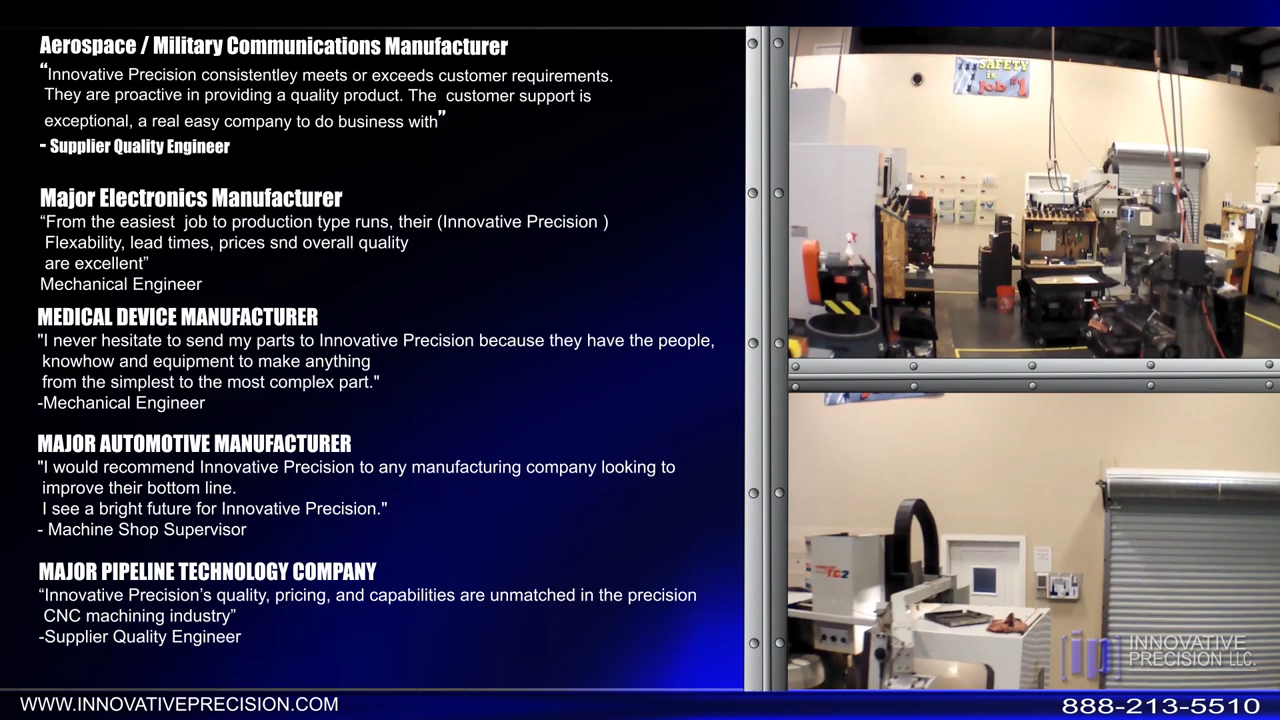 Aerospace / Military Communications Manufacturer
“Innovative Precision consistentley meets or exceeds customer requirements.
They are proactive in providing a quality product. The customer support is
exceptional, a real easy company to do business with”
- Supplier Quality Engineer
Major Electronics Manufacturer
“From the easiest job to production type runs, their (Innovative Precision )
Flexability, lead times, prices snd overall quality
are excellent”
Mechanical Engineer
MEDICAL DEVICE MANUFACTURER
"I never hesitate to send my parts to Innovative Precision because they have the people,
knowhow and equipment to make anything
from the simplest to the most complex part."
-Mechanical Engineer
MAJOR AUTOMOTIVE MANUFACTURER
"I would recommend Innovative Precision to any manufacturing company looking to
improve their bottom line.
I see a bright future for Innovative Precision."
- Machine Shop Supervisor
MAJOR PIPELINE TECHNOLOGY COMPANY
“Innovative Precision’s quality, pricing, and capabilities are unmatched in the precision
CNC machining industry”
-Supplier Quality Engineer
SAFETY
is
Job #1
TC2
INNOVATIVE
PRECISION LLC.
WWW.INNOVATIVEPRECISION.COM
888-213-5510